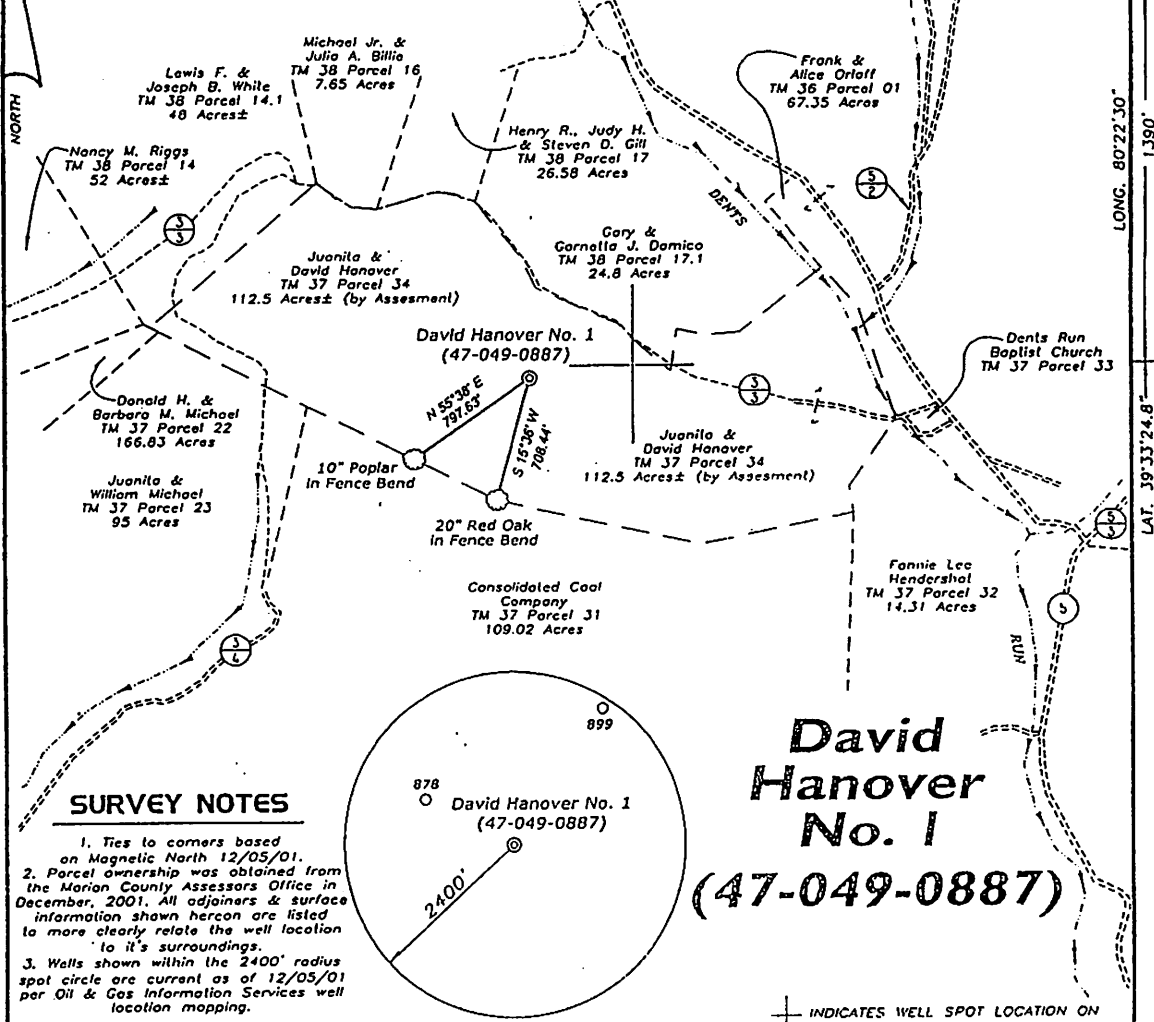 NORTH
Lewis F. &
Joseph B. White
TM 38 Parcel 14.1
48 Acres±
Michael Jr. &
Julia A. Billie
TM 38 Parcel 16
7.65 Acres
Frank &
Alice Orloff
TM 36 Parcel 01
67.35 Acres
Nancy M. Riggs
TM 38 Parcel 14
52 Acres±
Henry R., Judy H.
& Steven D. Gill
TM 38 Parcel 17
26.58 Acres
LONG. 80°22'30"
1390'
DENTS
5
2
3
3
Juanita &
David Hanover
TM 37 Parcel 34
112.5 Acres± (by Assesment)
Gary &
Cornetta J. Damico
TM 38 Parcel 17.1
24.8 Acres
David Hanover No. 1
(47-049-0887)
Dents Run
Baptist Church
TM 37 Parcel 33
Donald H. &
Barbara M. Michael
TM 37 Parcel 22
166.83 Acres
N 55°38' E
797.63'
S 15°36' W
708.44'
3
3
Juanita &
David Hanover
TM 37 Parcel 34
112.5 Acres± (by Assesment)
LAT. 39°33'24.8"
10" Poplar
in Fence Bend
Juanita &
William Michael
TM 37 Parcel 23
95 Acres
20" Red Oak
in Fence Bend
5
3
Consolidated Coal
Company
TM 37 Parcel 31
109.02 Acres
Fannie Lee
Hendershot
TM 37 Parcel 32
14.31 Acres
5
RUN
3
4
899
878
David Hanover No. 1
(47-049-0887)
2400'
David
Hanover
No. 1
(47-049-0887)
SURVEY NOTES
1. Ties to corners based
on Magnetic North 12/05/01.
2. Parcel ownership was obtained from
the Marion County Assessors Office in
December, 2001. All adjoiners & surface
information shown hereon are listed
to more clearly relate the well location
to it's surroundings.
3. Wells shown within the 2400' radius
spot circle are current as of 12/05/01
per Oil & Gas Information Services well
location mapping.
INDICATES WELL SPOT LOCATION ON